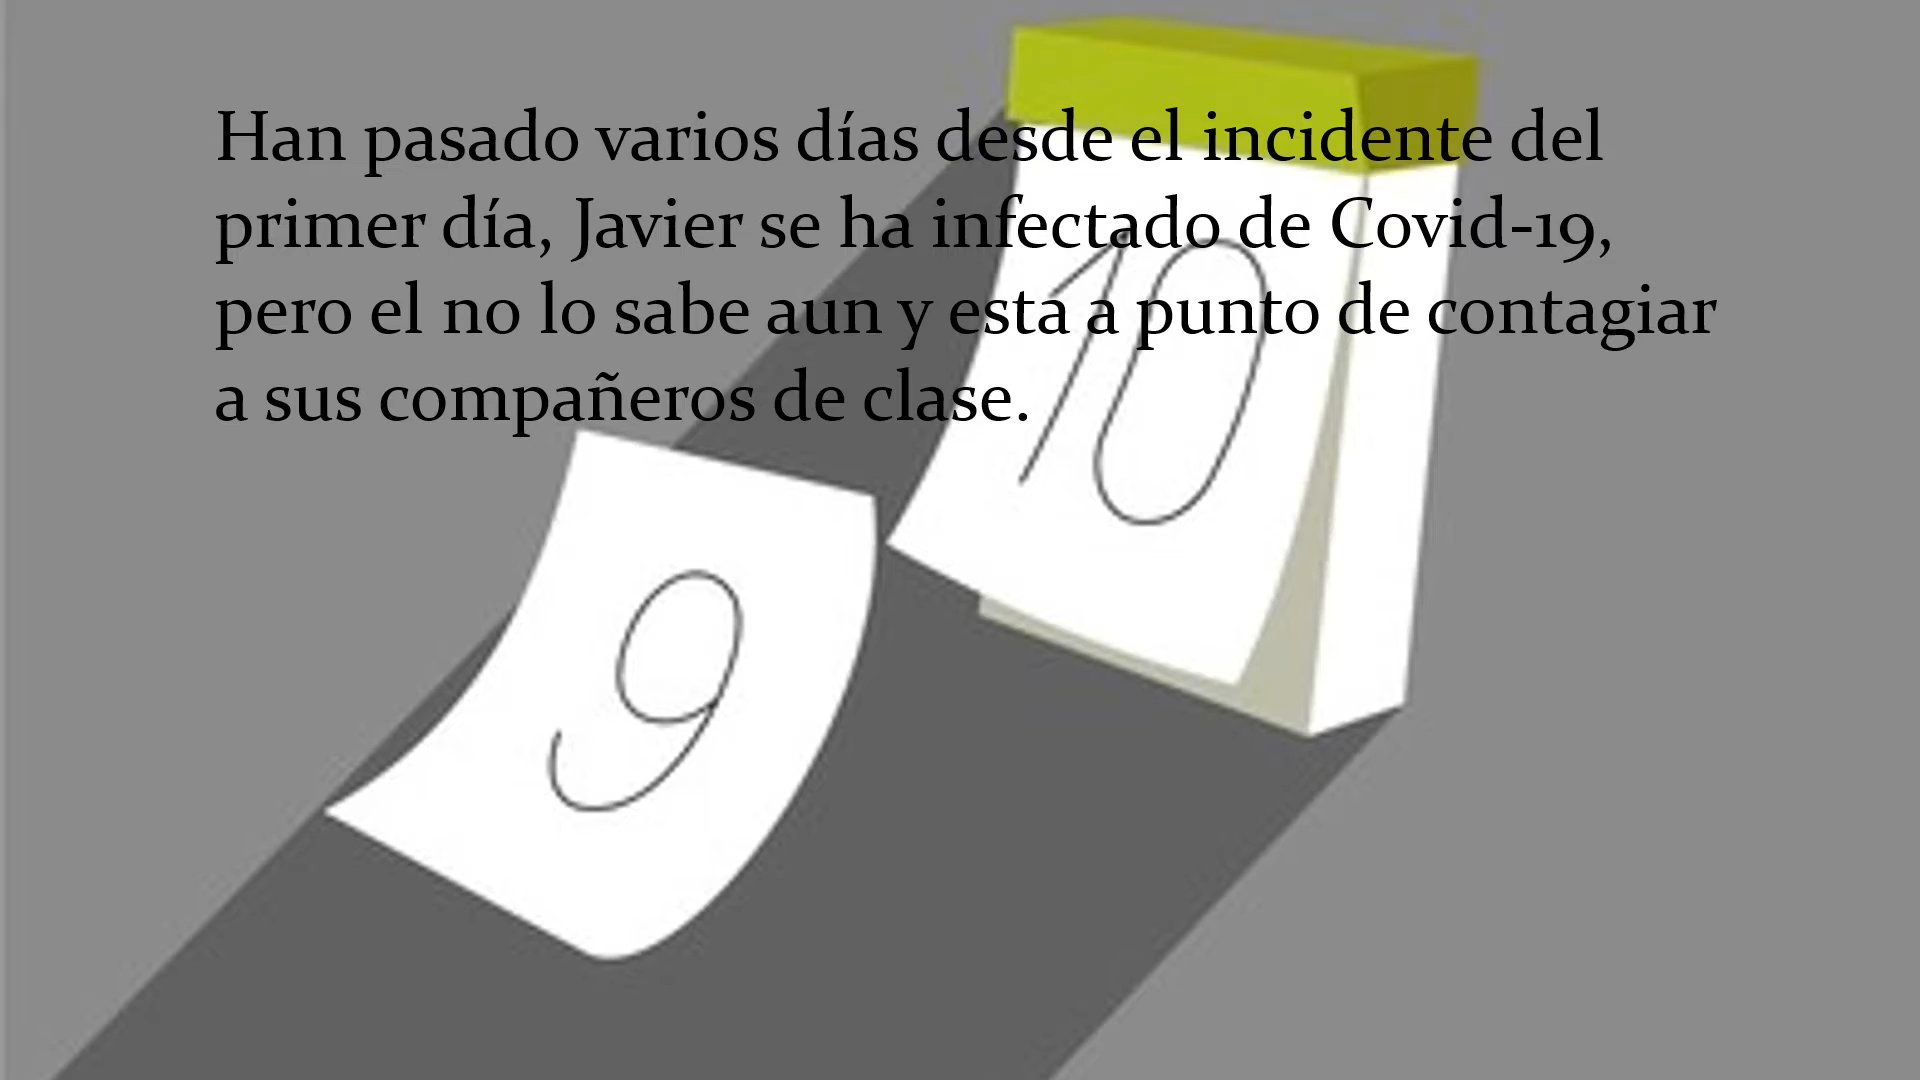 Han pasado varios días desde el incidente del
primer día, Javier se ha infectado de Covid-19,
pero el no lo sabe aun y esta a punto de contagiar
a sus compañeros de clase.
10
9